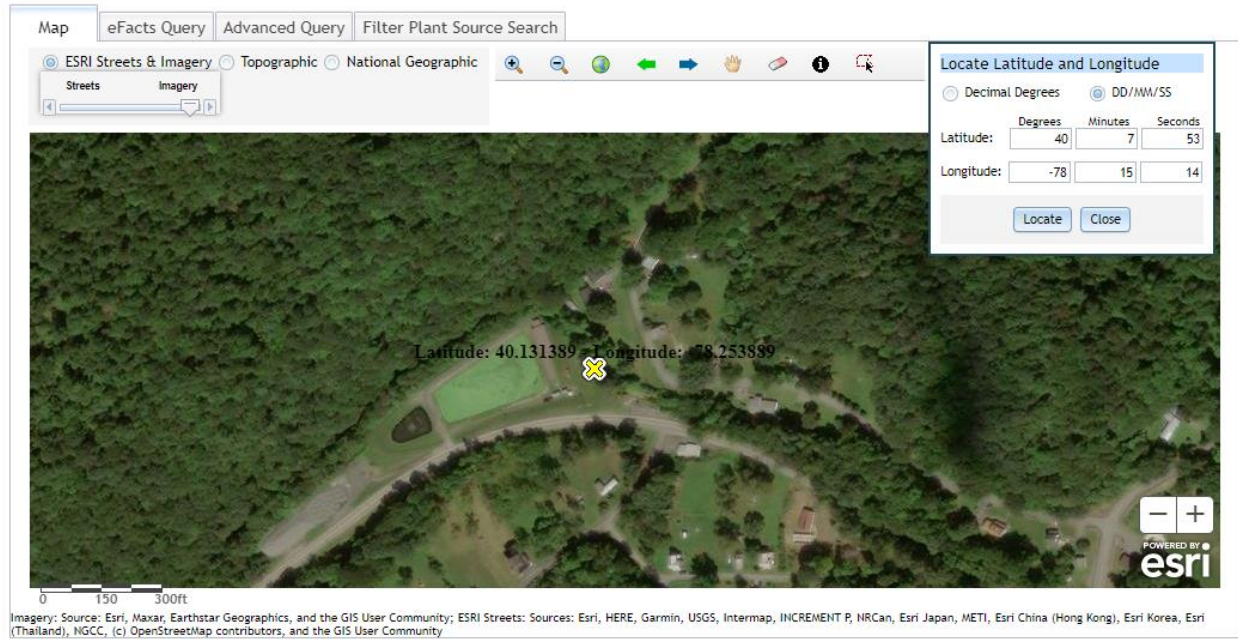 Map eFacts Query Advanced Query Filter Plant Source Search
ESRI Streets & Imagery Topographic National Geographic
Streets Imagery
Locate Latitude and Longitude
Decimal Degrees DD/MM/SS
Degrees Minutes Seconds
Latitude: 40 7 53
Longitude: -78 15 14
Locate Close
Latitude: 40.131389 - Longitude: -78.253889
POWERED BY
esri
0 150 300ft
Imagery: Source: Esri, Maxar, Earthstar Geographics, and the GIS User Community; ESRI Streets: Sources: Esri, HERE, Garmin, USGS, Intermap, INCREMENT P, NRCan, Esri Japan, METI, Esri China (Hong Kong), Esri Korea, Esri
(Thailand), NGCC, (c) OpenStreetMap contributors, and the GIS User Community